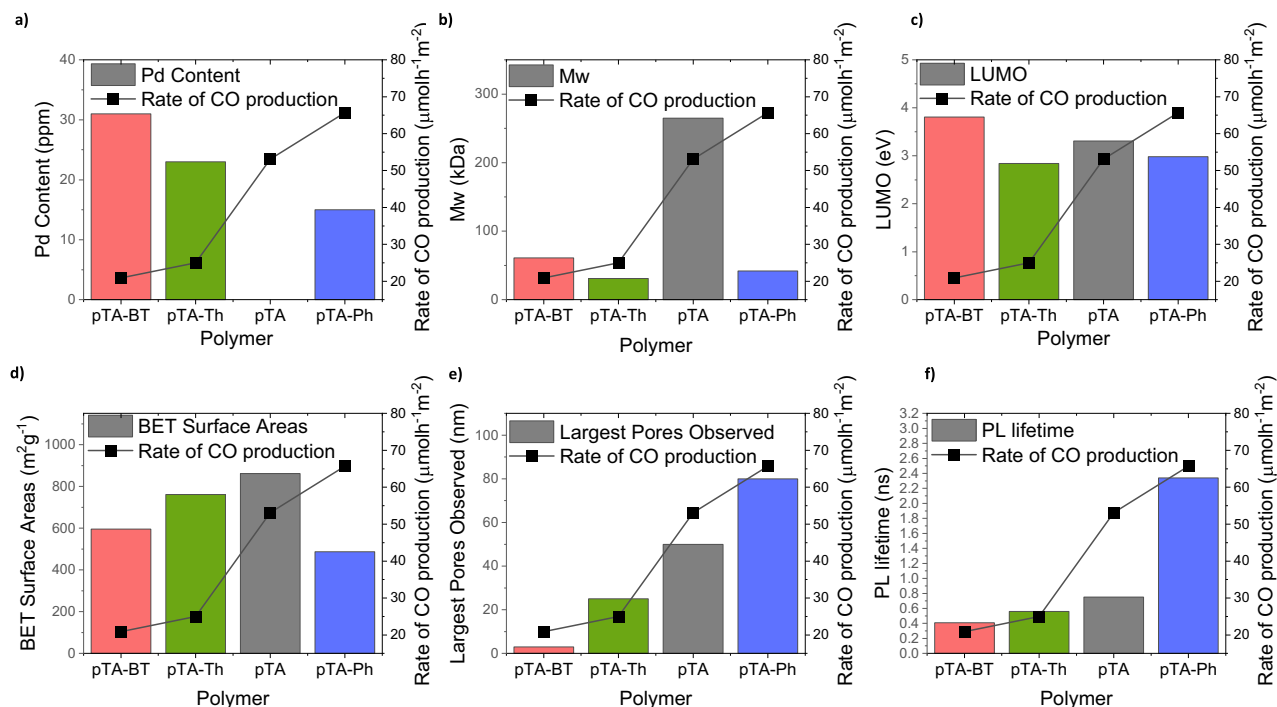 a)
Pd Content
Rate of CO production
Pd Content (ppm)
0
10
20
30
40
20
30
40
50
60
70
80
Rate of CO production (μmolh⁻¹m⁻²)
pTA-BT pTA-Th pTA pTA-Ph
Polymer
b)
Mw
Rate of CO production
Mw (kDa)
0
100
200
300
20
30
40
50
60
70
80
Rate of CO production (μmolh⁻¹m⁻²)
pTA-BT pTA-Th pTA pTA-Ph
Polymer
c)
LUMO
Rate of CO production
LUMO (eV)
0
1
2
3
4
5
20
30
40
50
60
70
80
Rate of CO production (μmolh⁻¹m⁻²)
pTA-BT pTA-Th pTA pTA-Ph
Polymer
d)
BET Surface Areas
Rate of CO production
BET Surface Areas (m²g⁻¹)
0
200
400
600
800
1000
20
30
40
50
60
70
80
Rate of CO production (μmolh⁻¹m⁻²)
pTA-BT pTA-Th pTA pTA-Ph
Polymer
e)
Largest Pores Observed
Rate of CO production
Largest Pores Observed (nm)
0
20
40
60
80
100
20
30
40
50
60
70
80
Rate of CO production (μmolh⁻¹m⁻²)
pTA-BT pTA-Th pTA pTA-Ph
Polymer
f)
PL lifetime
Rate of CO production
PL lifetime (ns)
0.0
0.2
0.4
0.6
0.8
1.0
1.2
1.4
1.6
1.8
2.0
2.2
2.4
2.6
2.8
3.0
3.2
20
30
40
50
60
70
80
Rate of CO production (μmolh⁻¹m⁻²)
pTA-BT pTA-Th pTA pTA-Ph
Polymer